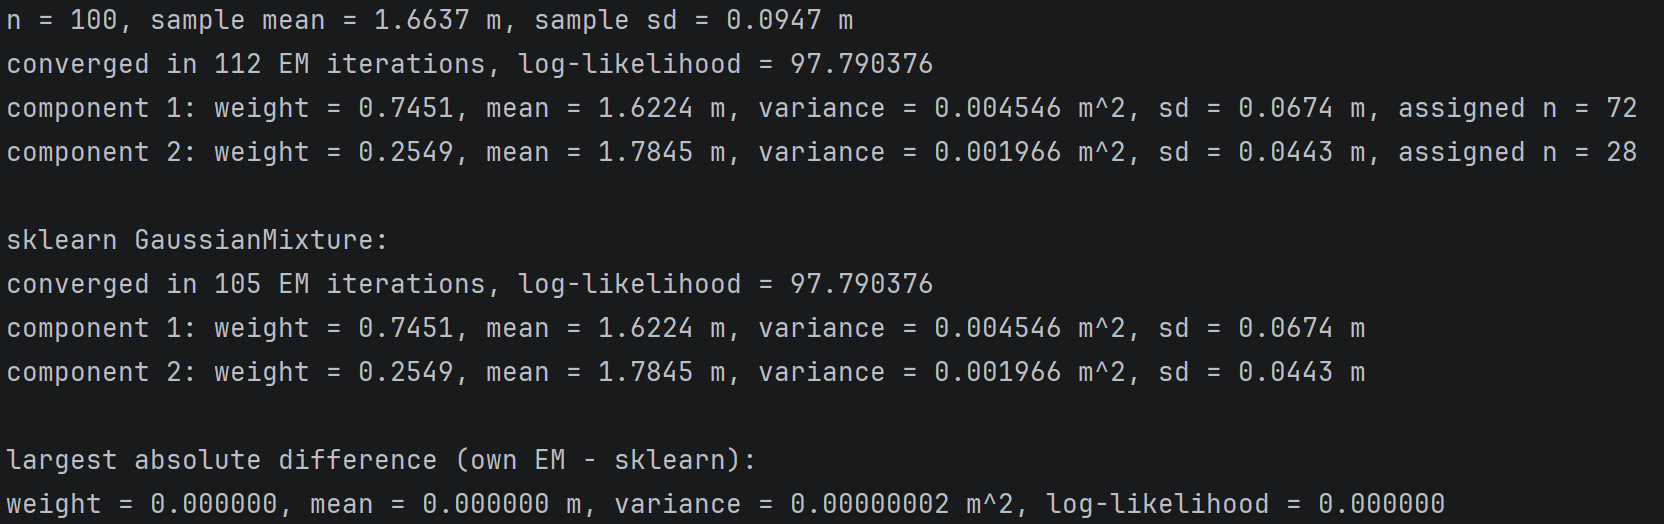 n = 100, sample mean = 1.6637 m, sample sd = 0.0947 m
converged in 112 EM iterations, log-likelihood = 97.790376
component 1: weight = 0.7451, mean = 1.6224 m, variance = 0.004546 m^2, sd = 0.0674 m, assigned n = 72
component 2: weight = 0.2549, mean = 1.7845 m, variance = 0.001966 m^2, sd = 0.0443 m, assigned n = 28
sklearn GaussianMixture:
converged in 105 EM iterations, log-likelihood = 97.790376
component 1: weight = 0.7451, mean = 1.6224 m, variance = 0.004546 m^2, sd = 0.0674 m
component 2: weight = 0.2549, mean = 1.7845 m, variance = 0.001966 m^2, sd = 0.0443 m
largest absolute difference (own EM - sklearn):
weight = 0.000000, mean = 0.000000 m, variance = 0.00000002 m^2, log-likelihood = 0.000000